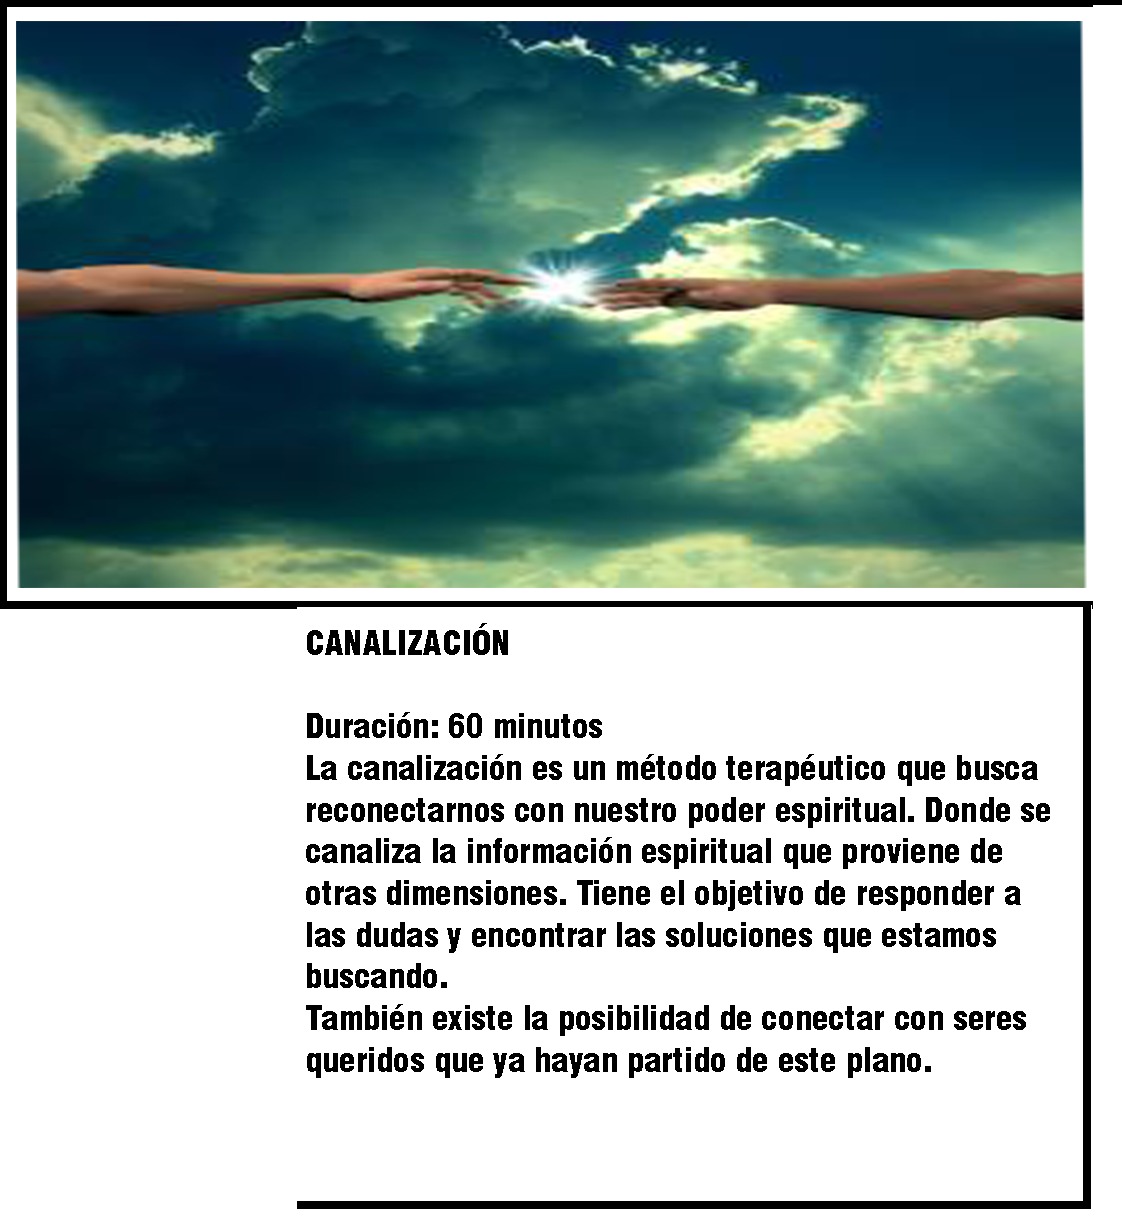 CANALIZACIÓN
Duración: 60 minutos
La canalización es un método terapéutico que busca
reconectarnos con nuestro poder espiritual. Donde se
canaliza la información espiritual que proviene de
otras dimensiones. Tiene el objetivo de responder a
las dudas y encontrar las soluciones que estamos
buscando.
También existe la posibilidad de conectar con seres
queridos que ya hayan partido de este plano.